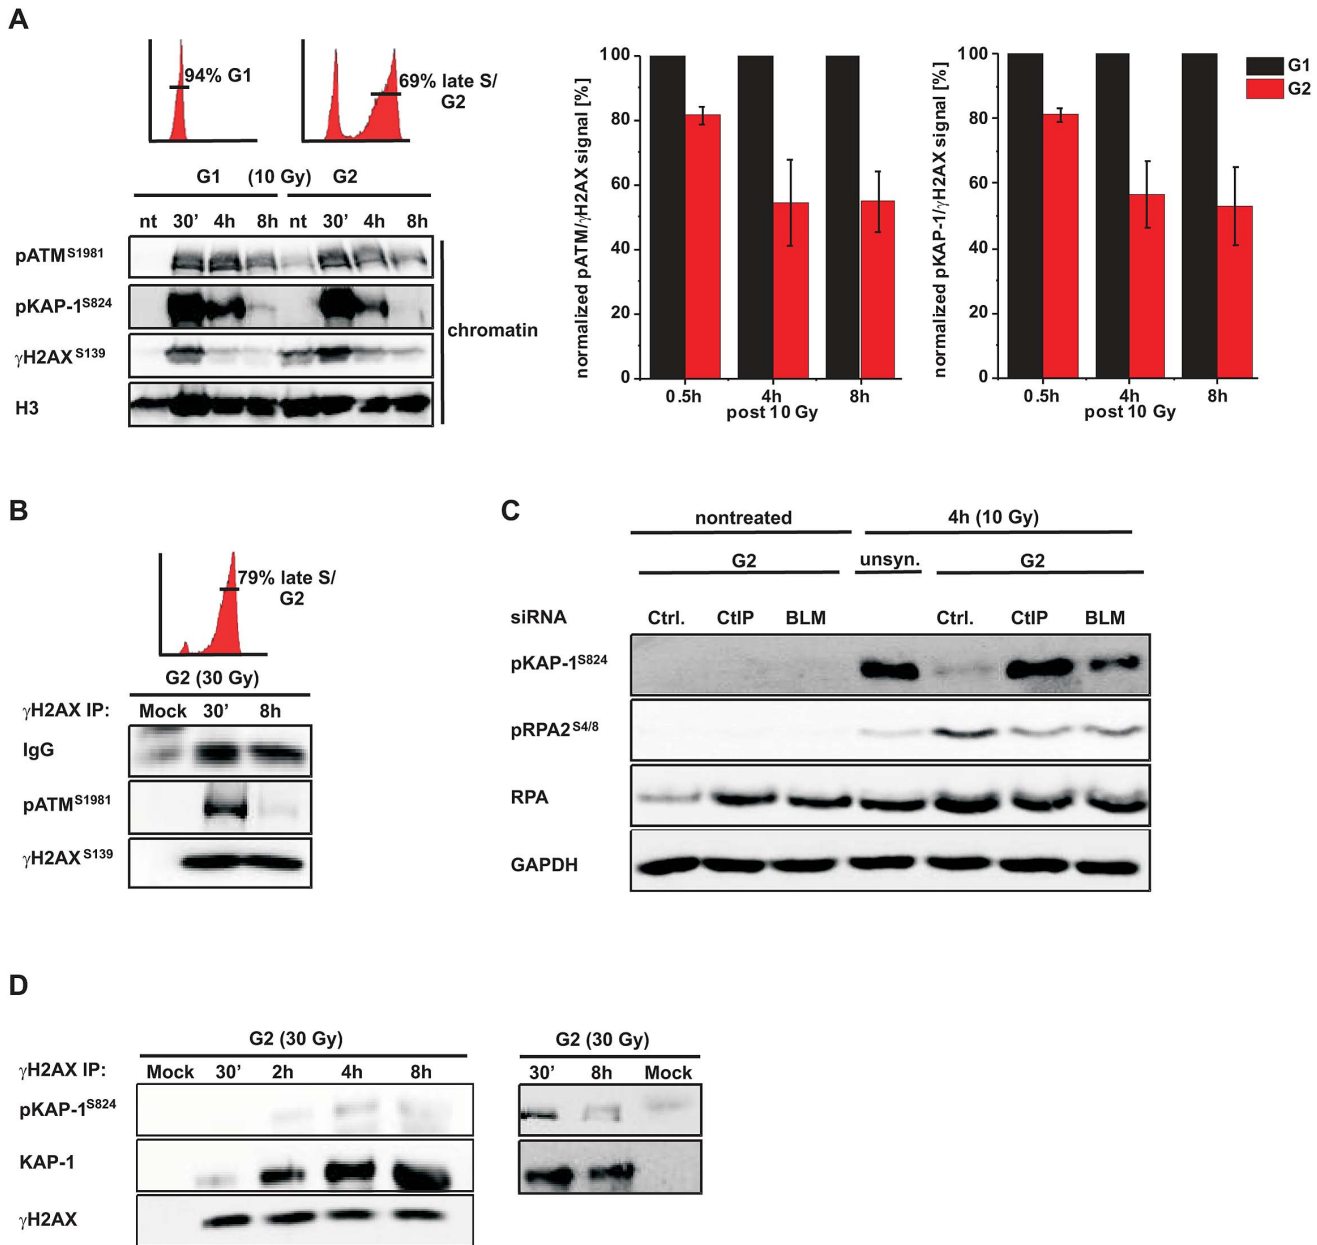 A
94% G1
69% late S/
G2
G1 (10 Gy) G2
nt 30' 4h 8h nt 30' 4h 8h
pATM S1981
pKAP-1 S824
γH2AX S139
H3
chromatin
normalized pATM/γH2AX signal [%]
100
80
60
40
20
0
0.5h 4h 8h
post 10 Gy
normalized pKAP-1/γH2AX signal [%]
100
80
60
40
20
0
0.5h 4h 8h
post 10 Gy
G1
G2
B
79% late S/
G2
G2 (30 Gy)
γH2AX IP: Mock 30' 8h
IgG
pATM S1981
γH2AX S139
C
nontreated 4h (10 Gy)
G2 unsyn. G2
siRNA Ctrl. CtIP BLM Ctrl. CtIP BLM
pKAP-1 S824
pRPA2 S4/8
RPA
GAPDH
D
G2 (30 Gy)
γH2AX IP: Mock 30' 2h 4h 8h
pKAP-1 S824
KAP-1
γH2AX
G2 (30 Gy)
30' 8h Mock